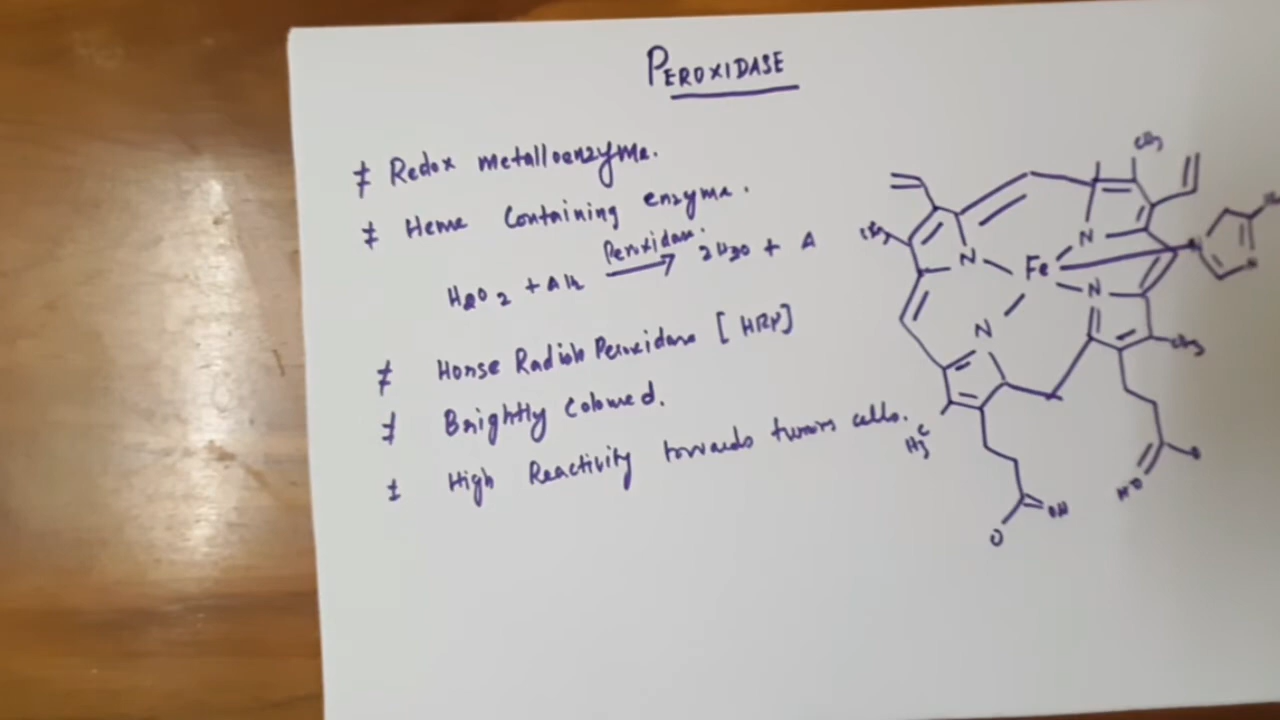 PEROXIDASE
Redox metalloenzyme.
Heme Containing enzyme.
Peroxidase.
H2O2 + AH2 → 2H2O + A
Horse Radish Peroxidase [HRP]
Brightly Coloured.
High Reactivity towards tumors cells.
CH3
CH3
N
N
Fe
N
N
N
N
CH3
H3C
OH
O
HO
O